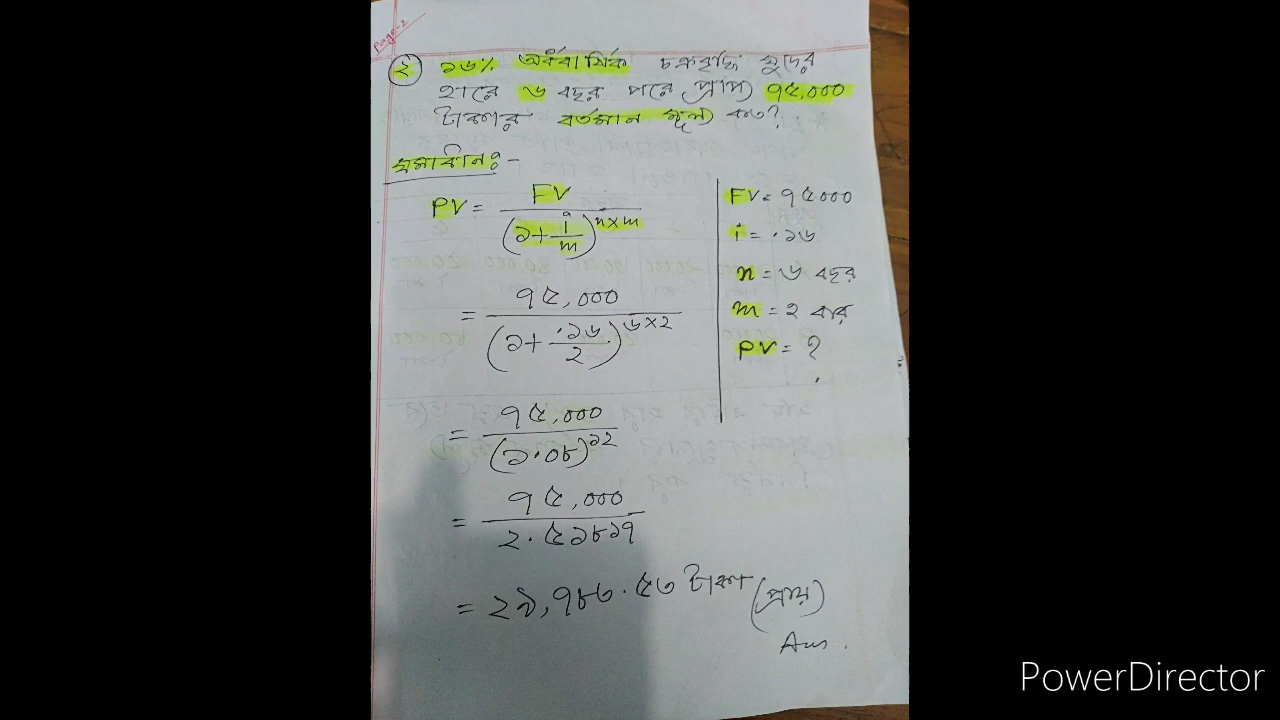 Page-2
২ ১৬% অর্ধবার্ষিক চক্রবৃদ্ধি সুদের
হারে ৬ বছর পরে প্রাপ্য ৭৫,০০০
টাকার বর্তমান মূল্য কত?
সমাধান:-
PV = FV / (১ + i/m)^n×m
= ৭৫,০০০ / (১ + .১৬/২)^৬×২
= ৭৫,০০০ / (১.০৮)^১২
= ৭৫,০০০ / ২.৫১৮১৭
= ২৯,৭৮৩.৫৩ টাকা (প্রায়)
Ans.
FV = ৭৫০০০
i = .১৬
n = ৬ বছর
m = ২ বার
PV = ?
PowerDirector